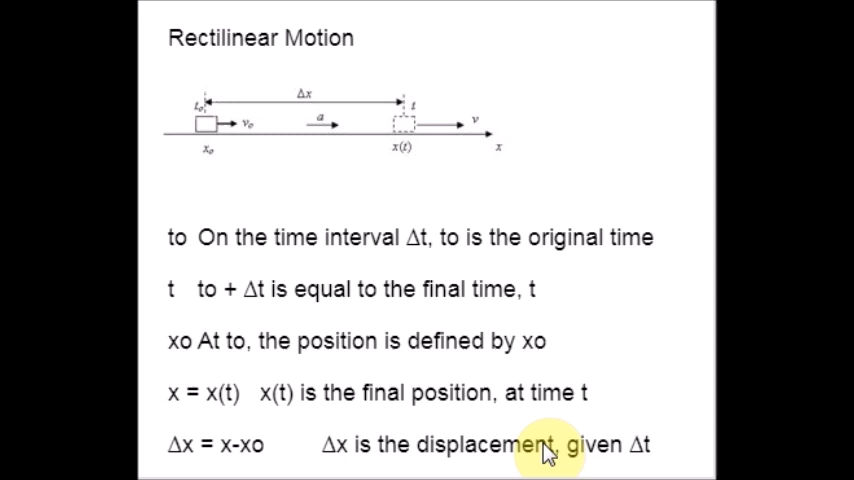 Rectilinear Motion
Δx
to t
vo a v
xo x(t) x
to On the time interval Δt, to is the original time
t to + Δt is equal to the final time, t
xo At to, the position is defined by xo
x = x(t) x(t) is the final position, at time t
Δx = x-xo Δx is the displacement, given Δt